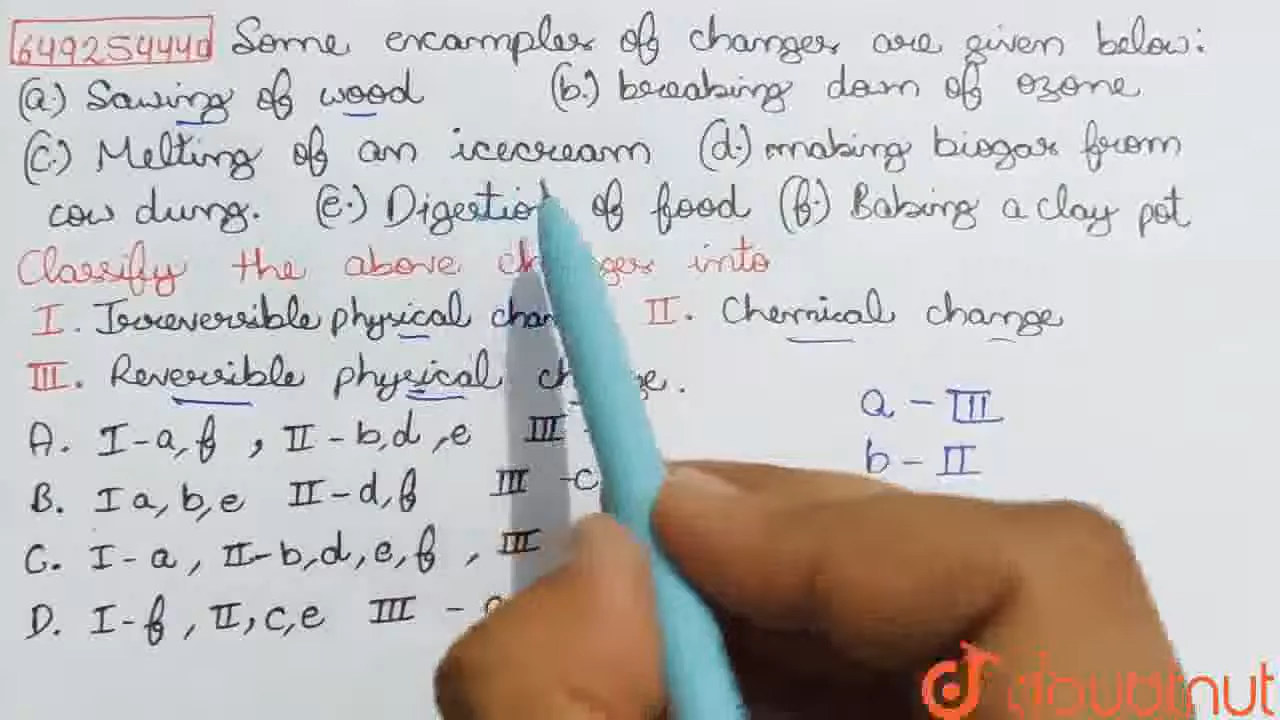 649254440 Some examples of changes are given below:
(a.) Sawing of wood (b.) breaking down of ozone
(c.) Melting of an icecream (d.) making biogas from
cow dung. (e.) Digestion of food (f.) Baking a clay pot
Classify the above changes into
I. Irreversible physical II. Chemical change
III. Reversible physical
A. I-a,f , II-b,d,e III
B. I a, b, e II-d,f III -c
C. I-a , II-b,d,e,f , III
D. I-f , II,c,e III -
a - III
b - II
doubtnut